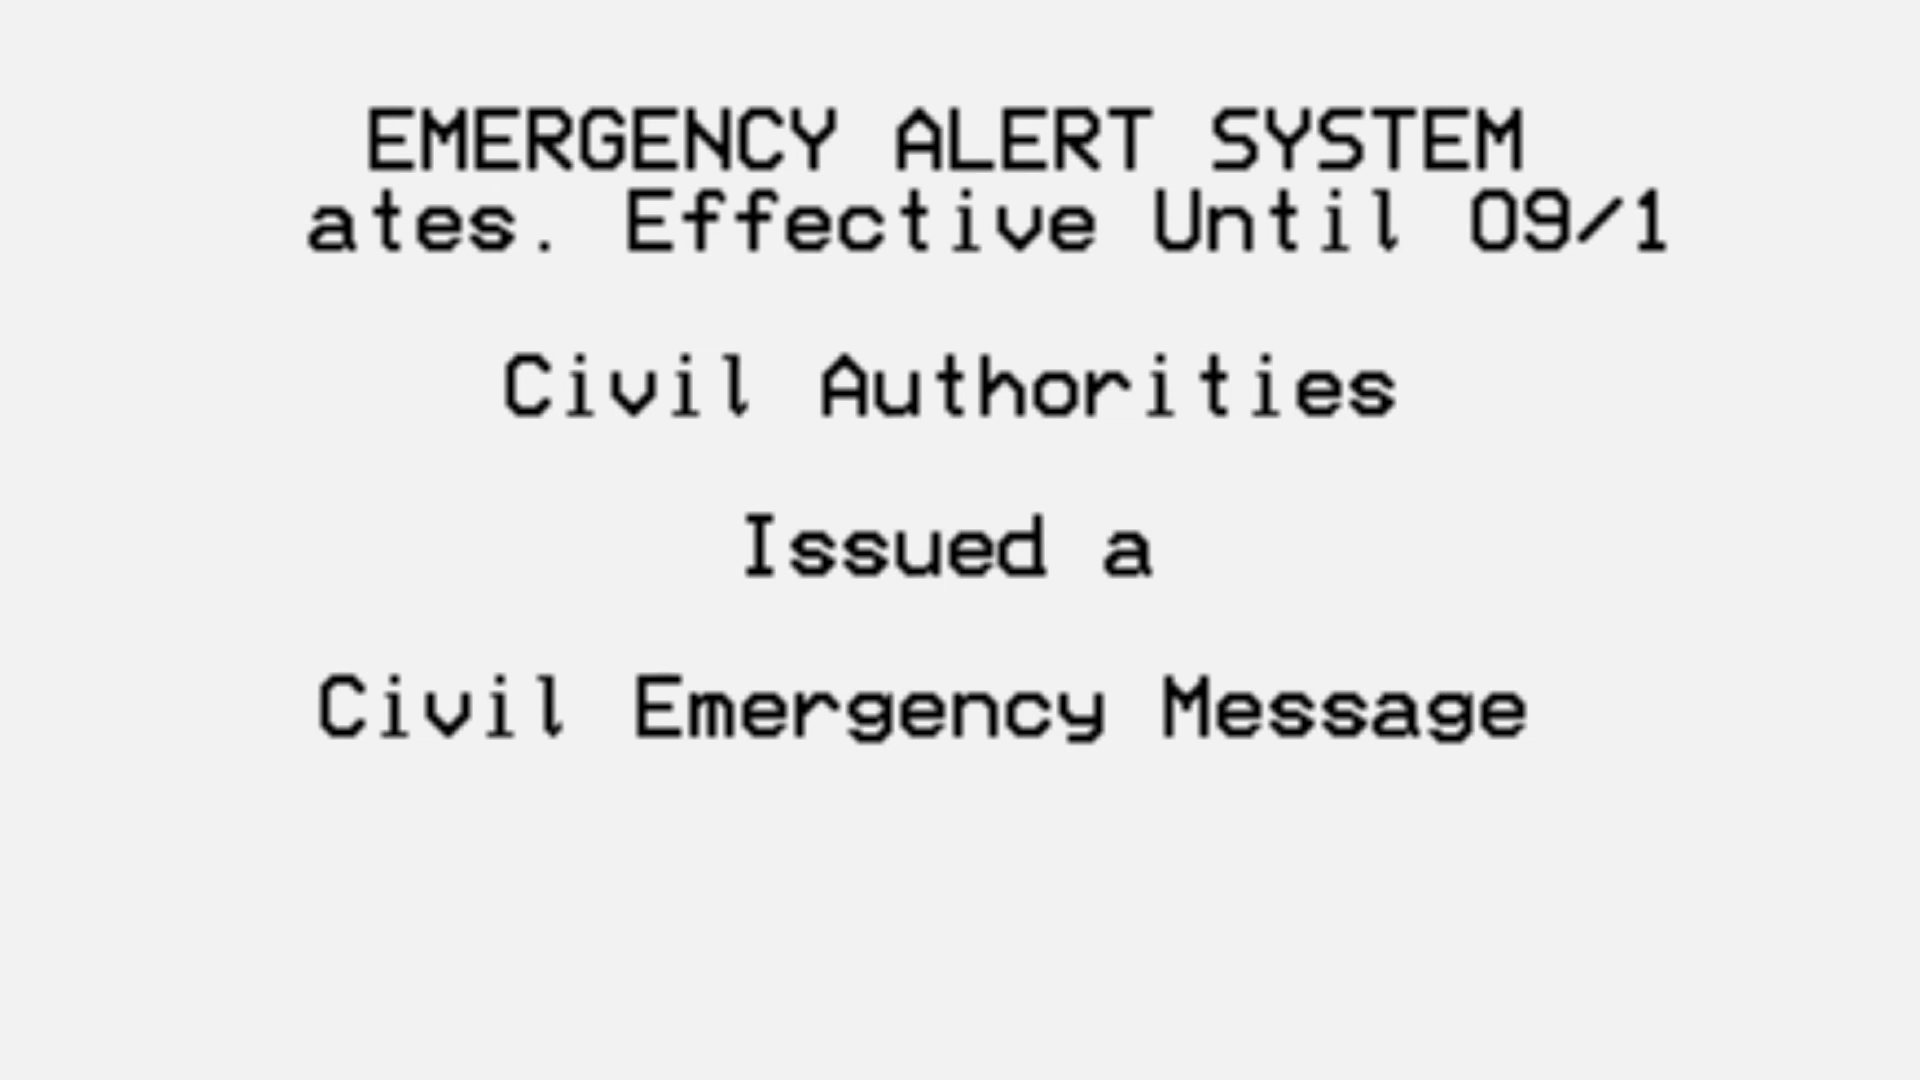 EMERGENCY ALERT SYSTEM
ates. Effective Until 09/1
Civil Authorities
Issued a
Civil Emergency Message